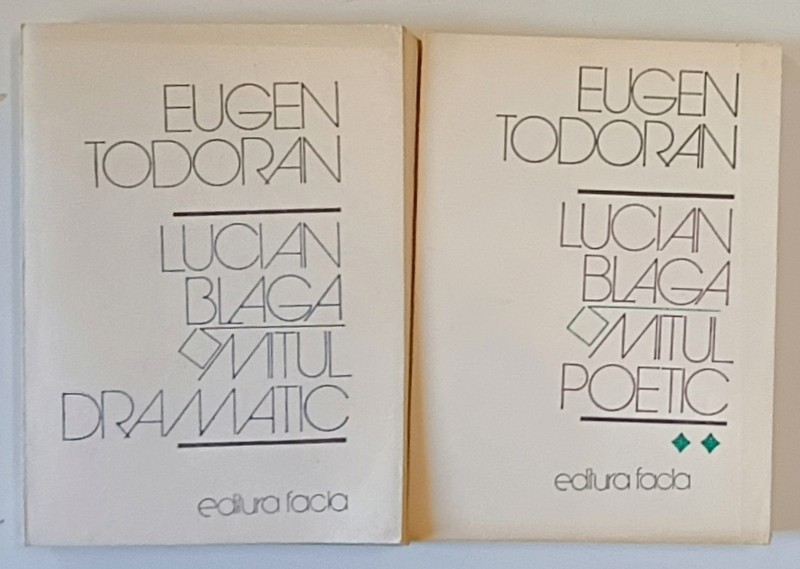 EUGEN
TODORAN
LUCIAN
BLAGA
MITUL
DRAMATIC
editura facla
EUGEN
TODORAN
LUCIAN
BLAGA
MITUL
POETIC
editura facla